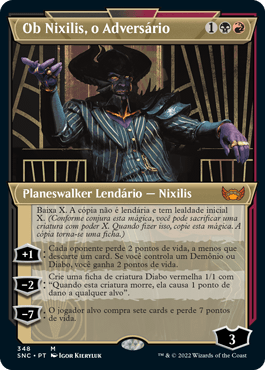 Ob Nixilis, o Adversário
1
Planeswalker Lendário — Nixilis
Baixa X. A cópia não é lendária e tem lealdade inicial
X. (Conforme conjura esta mágica, você pode sacrificar uma
criatura com poder X. Quando fizer isso, copie esta mágica. A
cópia torna-se uma ficha.)
+1
Cada oponente perde 2 pontos de vida, a menos que
descarte um card. Se você controla um Demônio ou
Diabo, você ganha 2 pontos de vida.
-2
Crie uma ficha de criatura Diabo vermelha 1/1 com
“Quando esta criatura morre, ela causa 1 ponto de
dano a qualquer alvo”.
-7
O jogador alvo compra sete cards e perde 7 pontos
de vida.
3
348 M
SNC • PT Igor Kieryluk
™ & © 2022 Wizards of the Coast